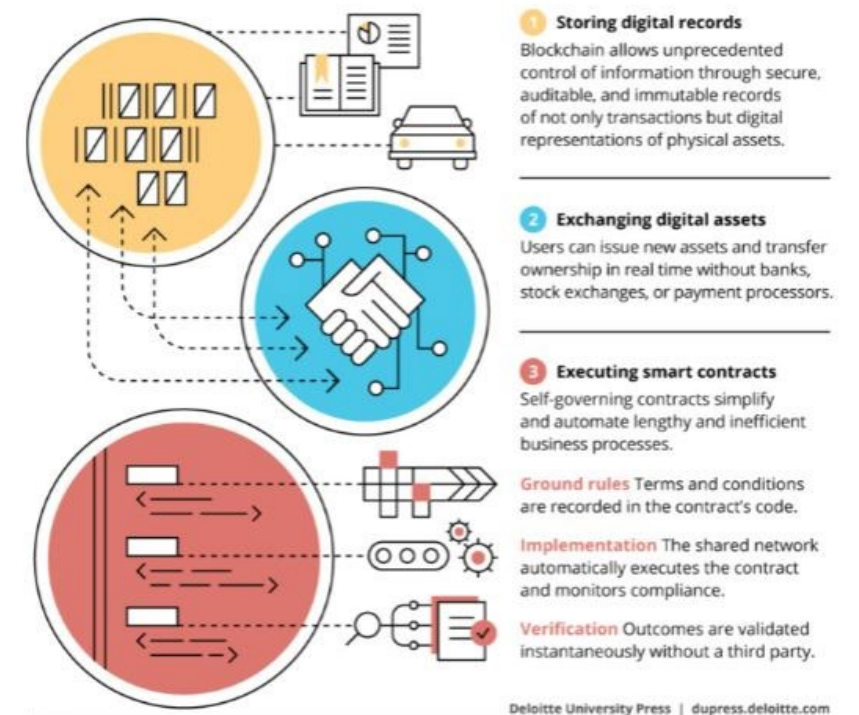 1 Storing digital records
Blockchain allows unprecedented
control of information through secure,
auditable, and immutable records
of not only transactions but digital
representations of physical assets.
2 Exchanging digital assets
Users can issue new assets and transfer
ownership in real time without banks,
stock exchanges, or payment processors.
3 Executing smart contracts
Self-governing contracts simplify
and automate lengthy and inefficient
business processes.
Ground rules Terms and conditions
are recorded in the contract's code.
Implementation The shared network
automatically executes the contract
and monitors compliance.
Verification Outcomes are validated
instantaneously without a third party.
Deloitte University Press | dupress.deloitte.com